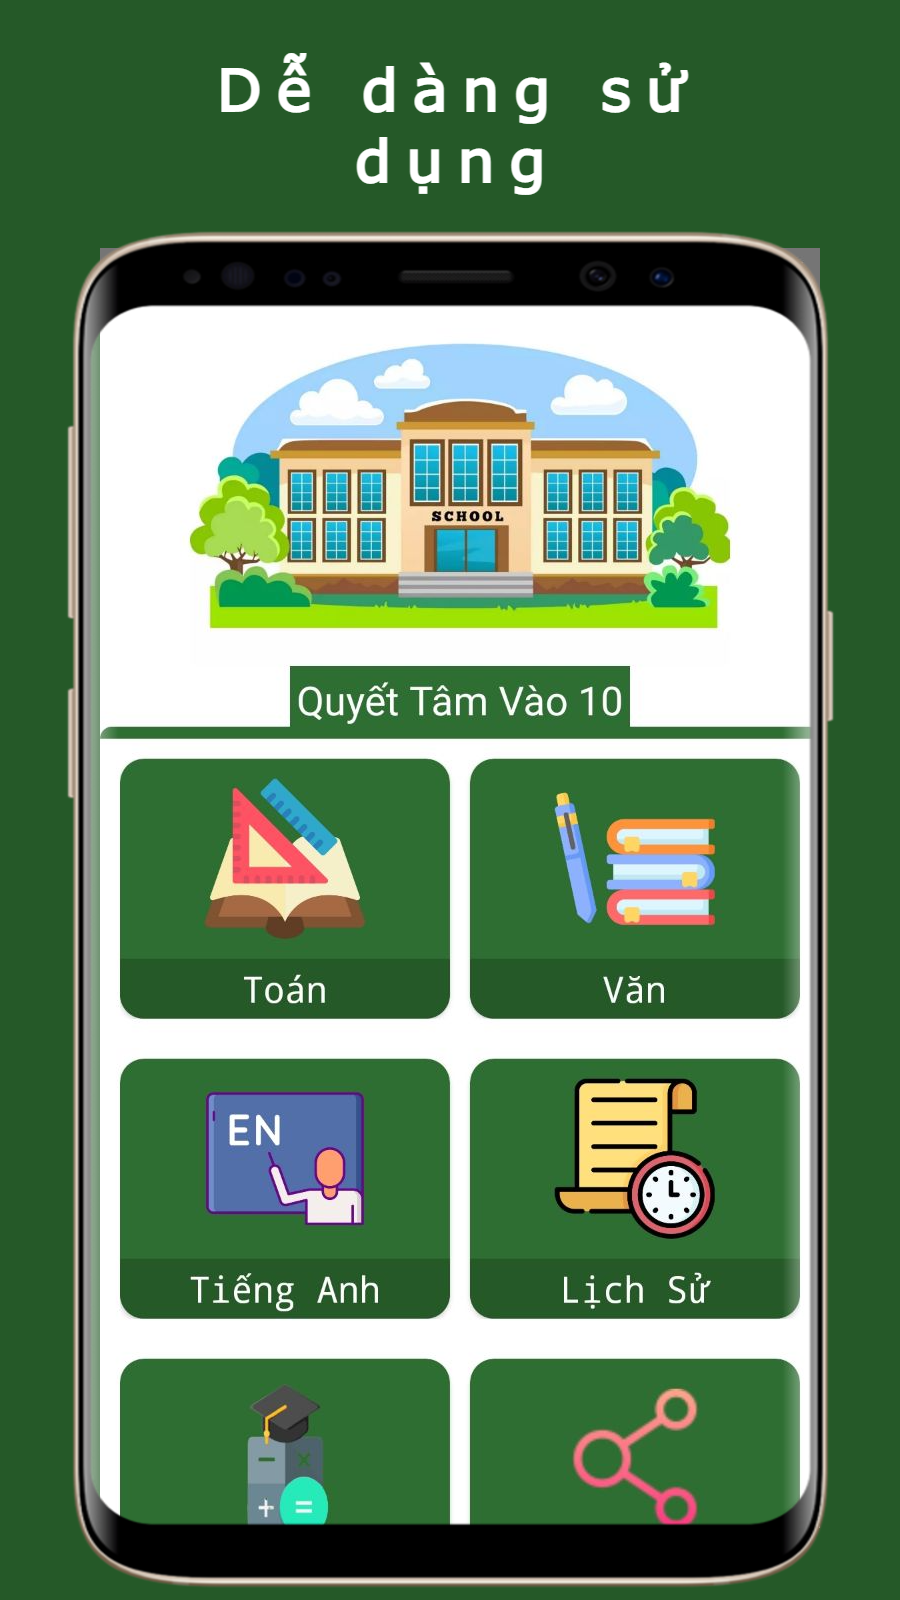 Dễ dàng sử
dụng
SCHOOL
Quyết Tâm Vào 10
Toán
Văn
EN
Tiếng Anh
Lịch Sử